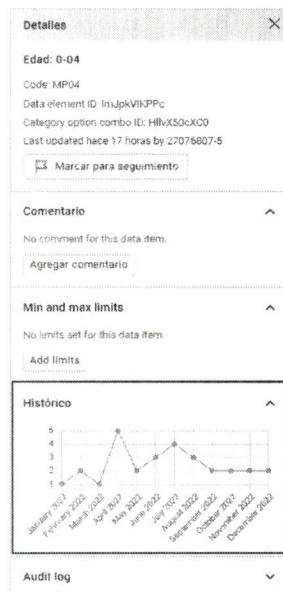 Detalles
Edad: 0-04
Code: MP04
Data element ID:
Category option combo ID:
Last updated hace 17 horas by 27076807-5
Marcar para seguimiento
Comentario
No comment for this data item.
Agregar comentario
Min and max limits
No limits set for this data item.
Add limits
Histórico
5
4
3
2
1
January 2022
February 2022
March 2022
April 2022
May 2022
June 2022
July 2022
August 2022
September 2022
October 2022
November 2022
December 2022
Audit log